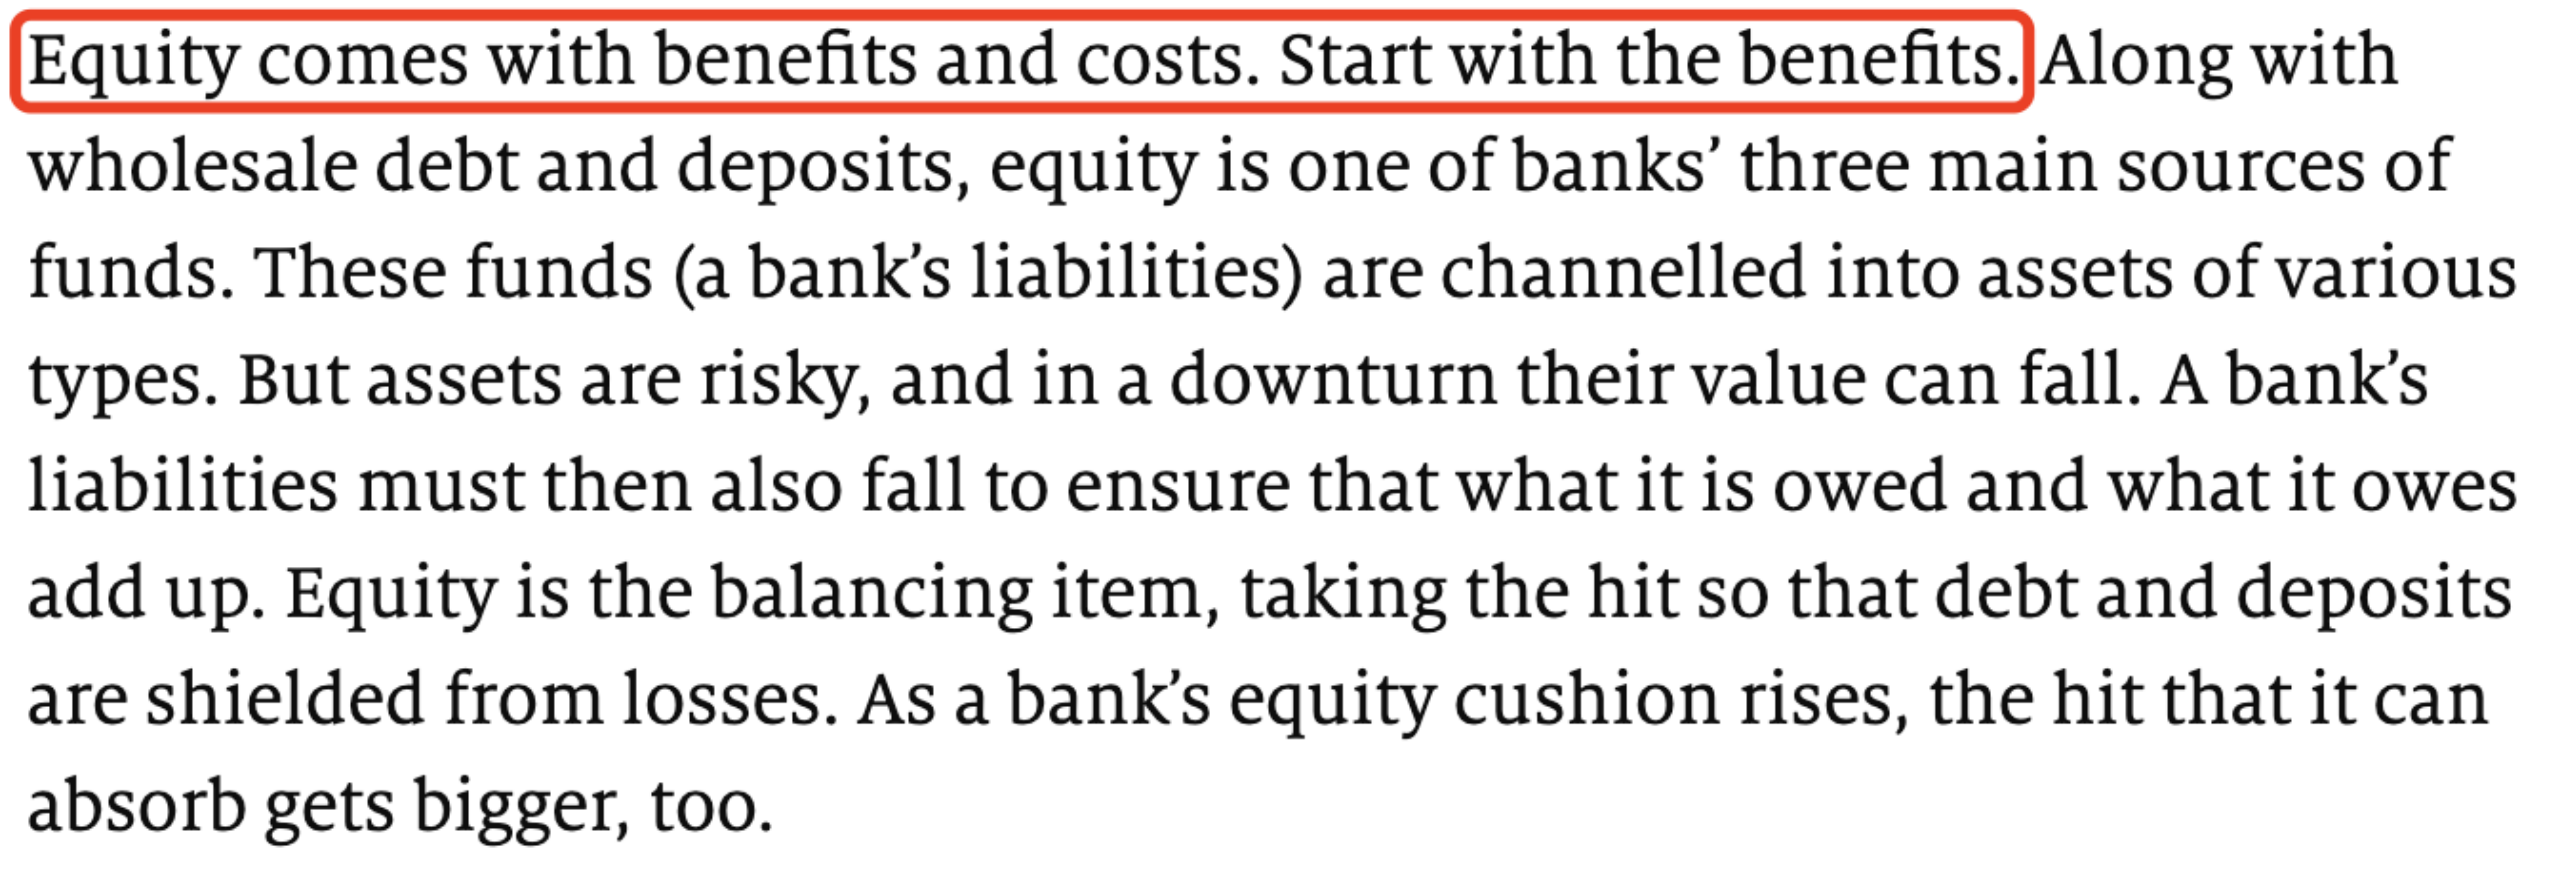 Equity comes with benefits and costs. Start with the benefits. Along with
wholesale debt and deposits, equity is one of banks’ three main sources of
funds. These funds (a bank’s liabilities) are channelled into assets of various
types. But assets are risky, and in a downturn their value can fall. A bank’s
liabilities must then also fall to ensure that what it is owed and what it owes
add up. Equity is the balancing item, taking the hit so that debt and deposits
are shielded from losses. As a bank’s equity cushion rises, the hit that it can
absorb gets bigger, too.